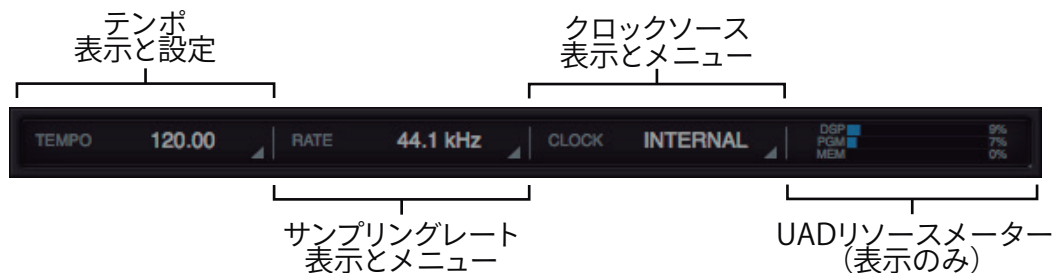 テンポ
表示と設定
クロックソース
表示とメニュー
TEMPO 120.00 RATE 44.1 kHz CLOCK INTERNAL
DSP 9%
PGM 7%
MEM 0%
サンプリングレート
表示とメニュー
UADリソースメーター
（表示のみ）